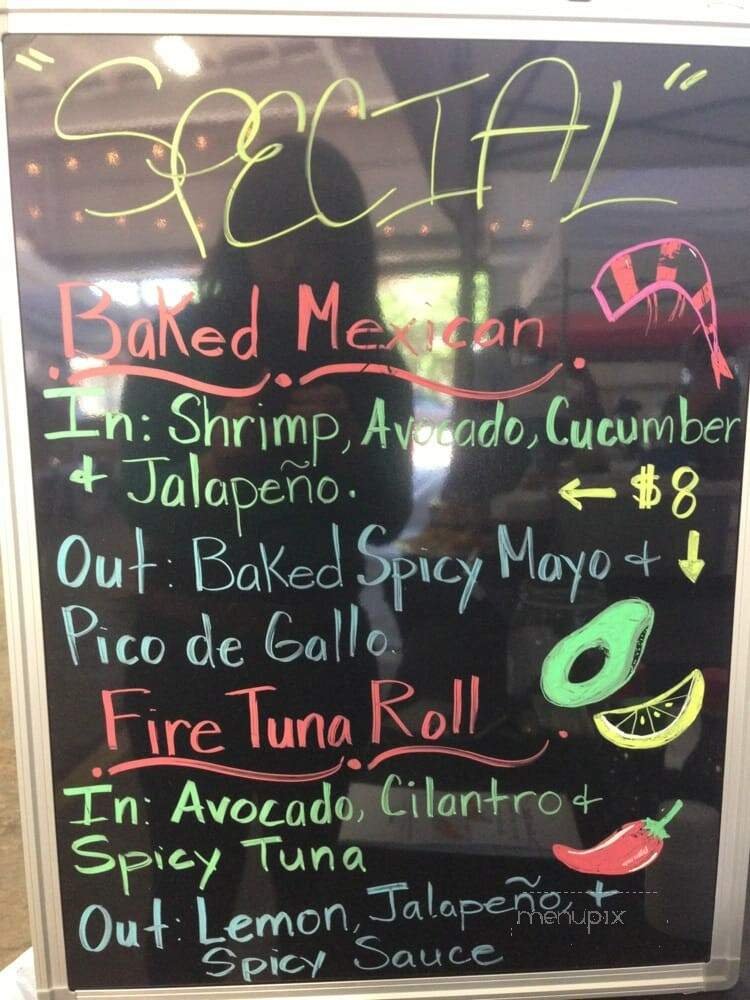 "SPECIAL"
Baked Mexican
In: Shrimp, Avocado, Cucumber
+ Jalapeño.
← $8
Out: Baked Spicy Mayo + ↓
Pico de Gallo.
Fire Tuna Roll
In: Avocado, Cilantro +
Spicy Tuna
Out: Lemon, Jalapeño, +
Spicy Sauce
menupix